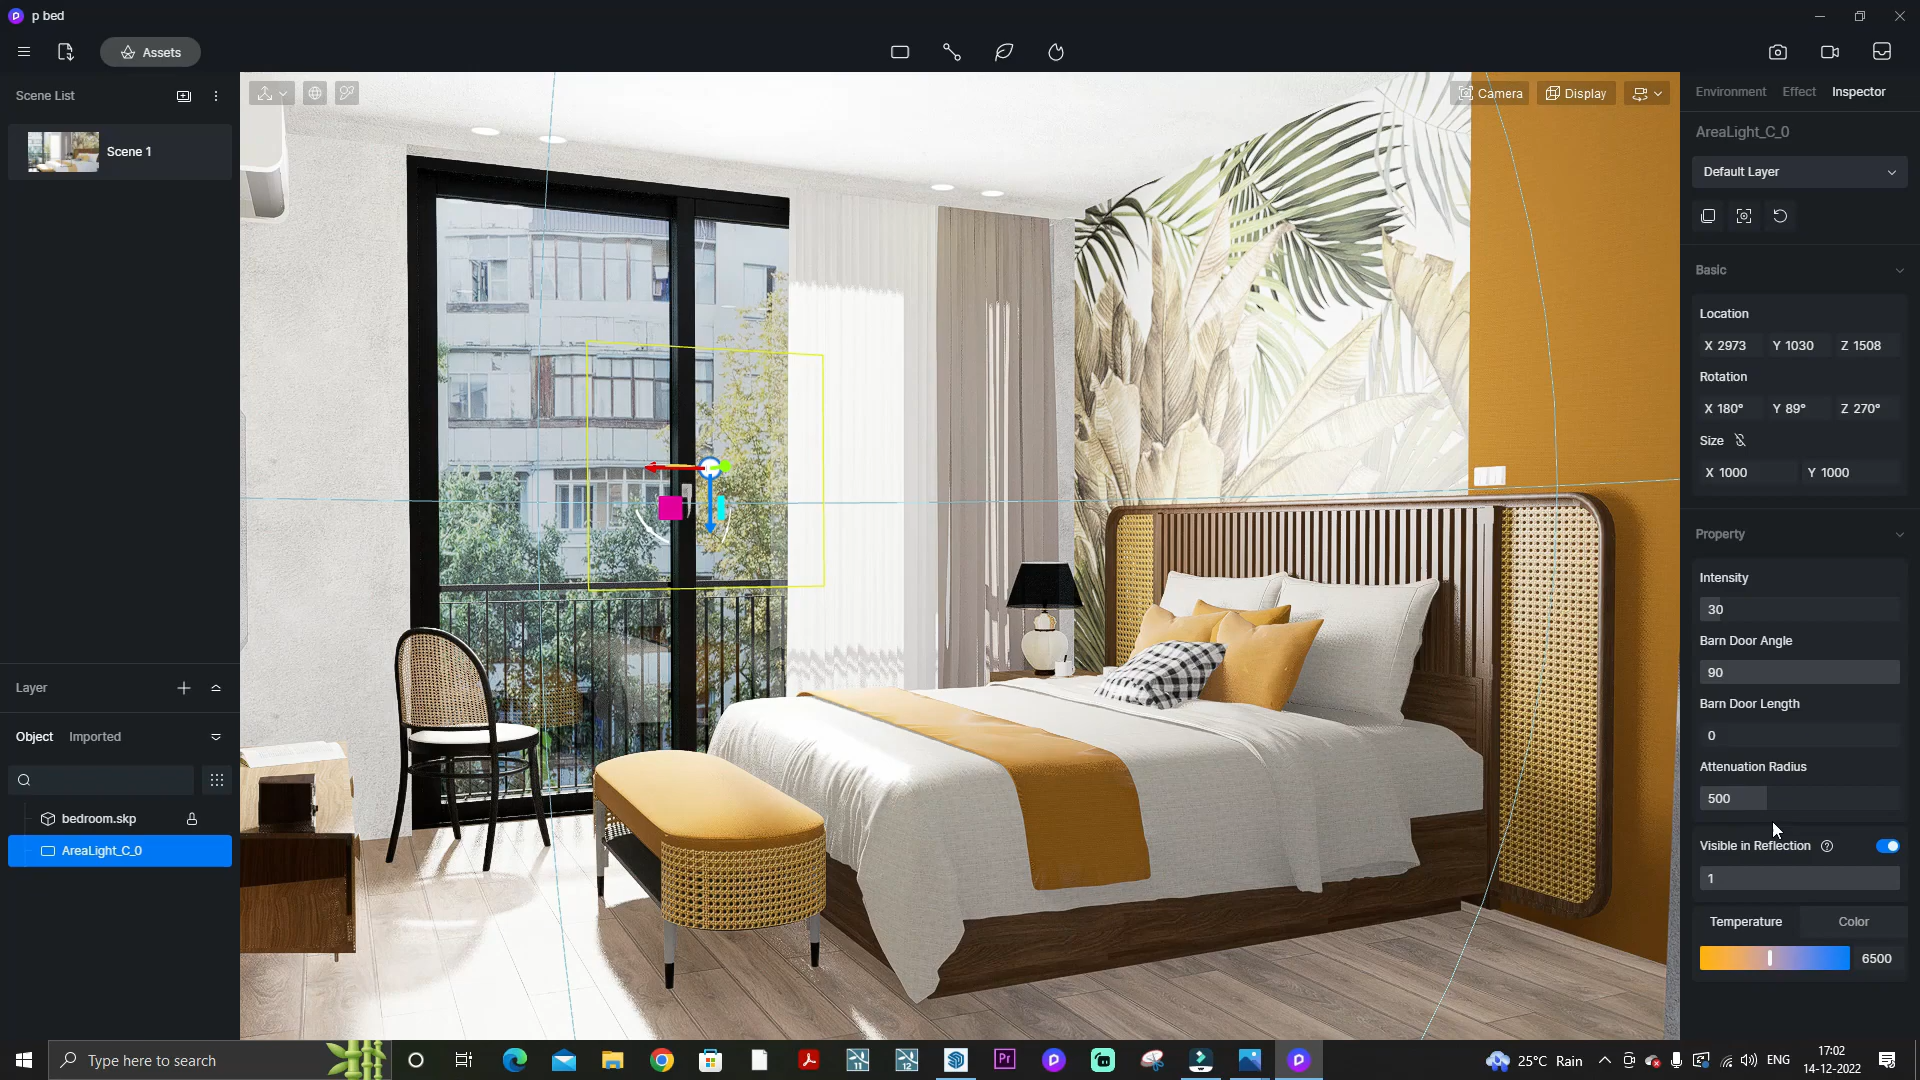 p bed
Assets
Scene List
Scene 1
Layer
Object Imported
bedroom.skp
AreaLight_C_0
Camera Display
Environment Effect Inspector
AreaLight_C_0
Default Layer
Basic
Location
X 2973 Y 1030 Z 1508
Rotation
X 180° Y 89° Z 270°
Size
X 1000 Y 1000
Property
Intensity
30
Barn Door Angle
90
Barn Door Length
0
Attenuation Radius
500
Visible in Reflection
1
Temperature Color
6500
Type here to search
11
12
Pr
25°C Rain
ENG
17:02
14-12-2022